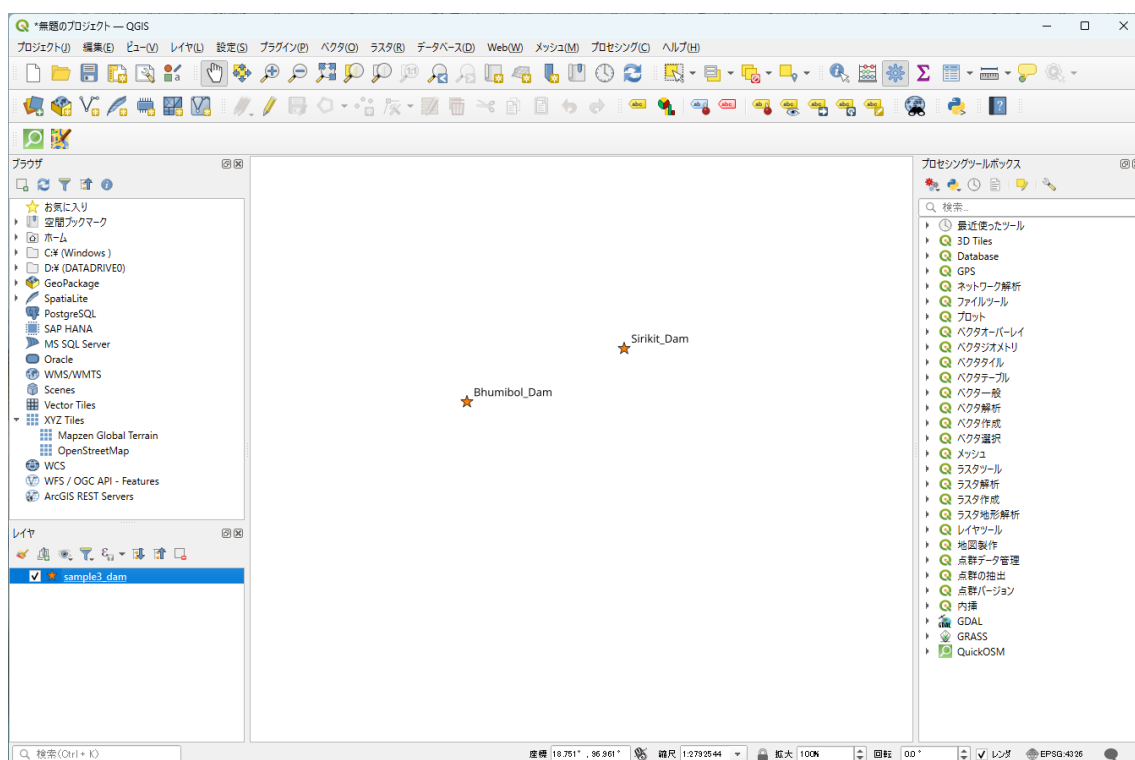 *無題のプロジェクト — QGIS
プロジェクト(J) 編集(E) ビュー(V) レイヤ(L) 設定(S) プラグイン(P) ベクタ(O) ラスタ(R) データベース(D) Web(W) メッシュ(M) プロセシング(C) ヘルプ(H)
ブラウザ
お気に入り
空間ブックマーク
ホーム
C:¥ (Windows )
D:¥ (DATADRIVE0)
GeoPackage
SpatiaLite
PostgreSQL
SAP HANA
MS SQL Server
Oracle
WMS/WMTS
Scenes
Vector Tiles
XYZ Tiles
Mapzen Global Terrain
OpenStreetMap
WCS
WFS / OGC API - Features
ArcGIS REST Servers
レイヤ
sample3_dam
Sirikit_Dam
Bhumibol_Dam
プロセシングツールボックス
検索...
最近使ったツール
3D Tiles
Database
GPS
ネットワーク解析
ファイルツール
プロット
ベクタオーバーレイ
ベクタジオメトリ
ベクタタイル
ベクタテーブル
ベクタ一般
ベクタ解析
ベクタ作成
ベクタ選択
メッシュ
ラスタツール
ラスタ解析
ラスタ作成
ラスタ地形解析
レイヤツール
地図製作
点群データ管理
点群の抽出
点群バージョン
内挿
GDAL
GRASS
QuickOSM
検索(Ctrl + K) 座標 18.751° , 96.961° 縮尺 1:2792544 拡大 100% 回転 0.0 ° レンダ EPSG:4326